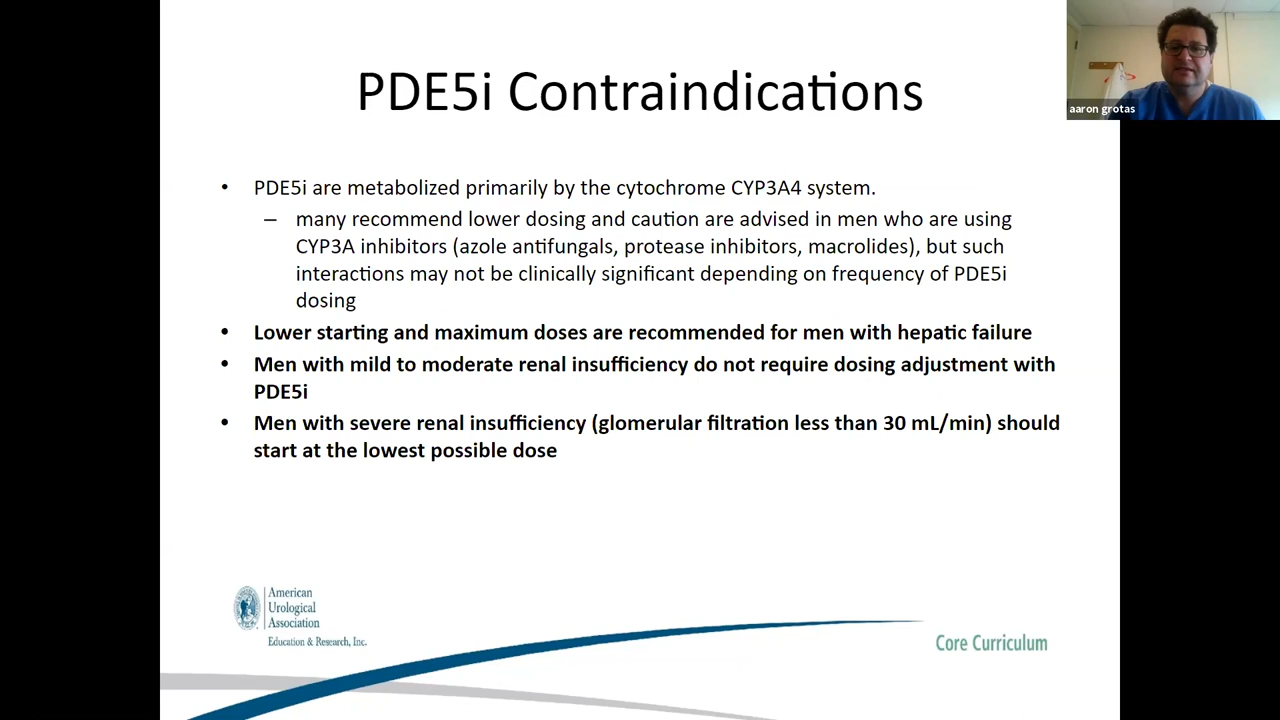 PDE5i Contraindications
aaron grotas
• PDE5i are metabolized primarily by the cytochrome CYP3A4 system.
– many recommend lower dosing and caution are advised in men who are using
CYP3A inhibitors (azole antifungals, protease inhibitors, macrolides), but such
interactions may not be clinically significant depending on frequency of PDE5i
dosing
• Lower starting and maximum doses are recommended for men with hepatic failure
• Men with mild to moderate renal insufficiency do not require dosing adjustment with
PDE5i
• Men with severe renal insufficiency (glomerular filtration less than 30 mL/min) should
start at the lowest possible dose
American
Urological
Association
Education & Research, Inc.
Core Curriculum